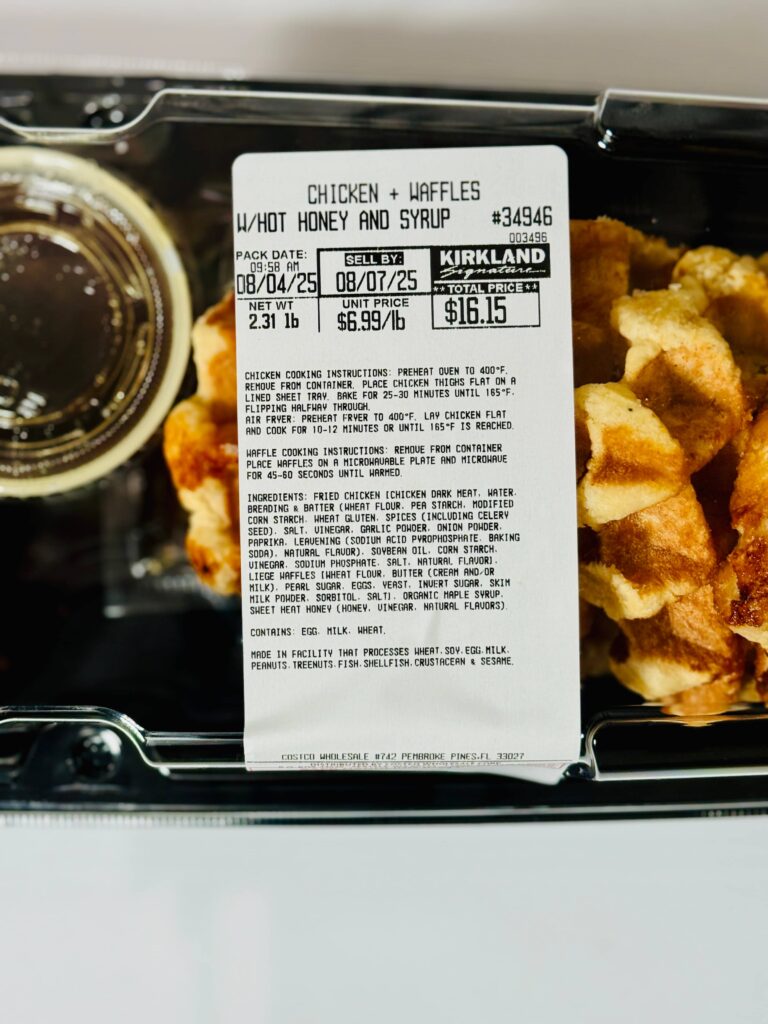 CHICKEN + WAFFLES
W/HOT HONEY AND SYRUP #34946
003496
PACK DATE: SELL BY: KIRKLAND
09:58 AM Signature
08/04/25 08/07/25 **TOTAL PRICE**
NET WT UNIT PRICE $16.15
2.31 lb $6.99/lb
CHICKEN COOKING INSTRUCTIONS: PREHEAT OVEN TO 400°F.
REMOVE FROM CONTAINER. PLACE CHICKEN THIGHS FLAT ON A
LINED SHEET TRAY. BAKE FOR 25-30 MINUTES UNTIL 165°F.
FLIPPING HALFWAY THROUGH.
AIR FRYER: PREHEAT FRYER TO 400°F. LAY CHICKEN FLAT
AND COOK FOR 10-12 MINUTES OR UNTIL 165°F IS REACHED.
WAFFLE COOKING INSTRUCTIONS: REMOVE FROM CONTAINER
PLACE WAFFLES ON A MICROWAVABLE PLATE AND MICROWAVE
FOR 45-60 SECONDS UNTIL WARMED.
INGREDIENTS: FRIED CHICKEN [CHICKEN DARK MEAT, WATER,
BREADING & BATTER (WHEAT FLOUR, PEA STARCH, MODIFIED
CORN STARCH, WHEAT GLUTEN, SPICES (INCLUDING CELERY
SEED), SALT, VINEGAR, GARLIC POWDER, ONION POWDER,
PAPRIKA, LEAVENING (SODIUM ACID PYROPHOSPHATE, BAKING
SODA), NATURAL FLAVOR), SOYBEAN OIL, CORN STARCH,
VINEGAR, SODIUM PHOSPHATE, SALT, NATURAL FLAVOR].
LIEGE WAFFLES [WHEAT FLOUR, BUTTER (CREAM AND/OR
MILK), PEARL SUGAR, EGGS, YEAST, INVERT SUGAR, SKIM
MILK POWDER, SORBITOL, SALT], ORGANIC MAPLE SYRUP,
SWEET HEAT HONEY (HONEY, VINEGAR, NATURAL FLAVORS).
CONTAINS: EGG, MILK, WHEAT.
MADE IN FACILITY THAT PROCESSES WHEAT,SOY,EGG,MILK,
PEANUTS,TREENUTS,FISH,SHELLFISH,CRUSTACEAN & SESAME.
COSTCO WHOLESALE #742 PEMBROKE PINES,FL 33027